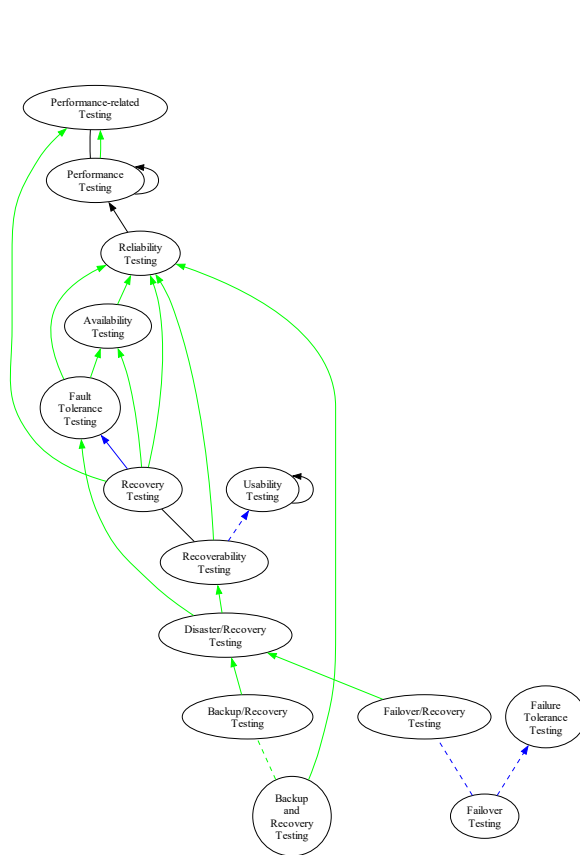 Performance-related
Testing
Performance
Testing
Reliability
Testing
Availability
Testing
Fault
Tolerance
Testing
Recovery
Testing
Usability
Testing
Recoverability
Testing
Disaster/Recovery
Testing
Backup/Recovery
Testing
Failover/Recovery
Testing
Failure
Tolerance
Testing
Backup
and
Recovery
Testing
Failover
Testing